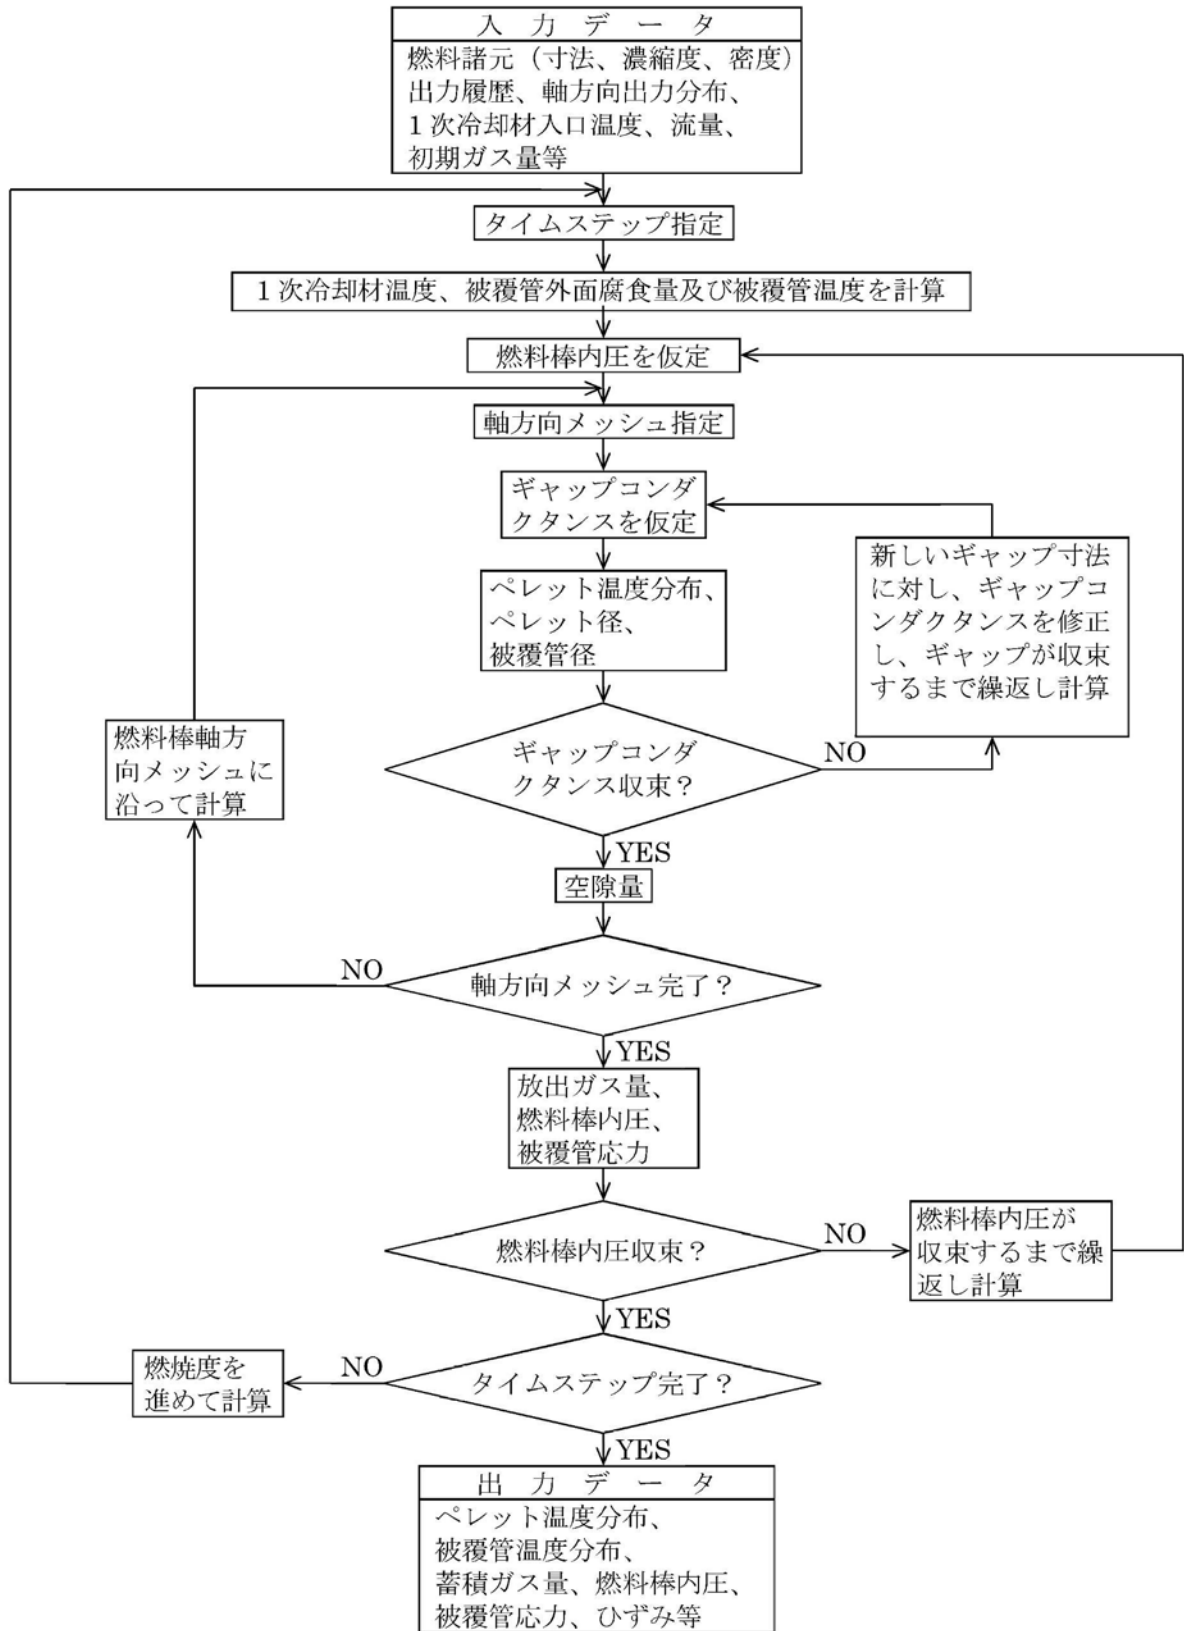 入力データ
燃料諸元（寸法、濃縮度、密度）
出力履歴、軸方向出力分布、
１次冷却材入口温度、流量、
初期ガス量等
タイムステップ指定
１次冷却材温度、被覆管外面腐食量及び被覆管温度を計算
燃料棒内圧を仮定
軸方向メッシュ指定
ギャップコンダ
クタンスを仮定
新しいギャップ寸法
に対し、ギャップコ
ンダクタンスを修正
し、ギャップが収束
するまで繰返し計算
ペレット温度分布、
ペレット径、
被覆管径
燃料棒軸方
向メッシュに
沿って計算
ギャップコンダ
クタンス収束？
NO
YES
空隙量
軸方向メッシュ完了？
NO
YES
放出ガス量、
燃料棒内圧、
被覆管応力
燃料棒内圧収束？
NO
燃料棒内圧が
収束するまで繰
返し計算
YES
タイムステップ完了？
NO
燃焼度を
進めて計算
YES
出力データ
ペレット温度分布、
被覆管温度分布、
蓄積ガス量、燃料棒内圧、
被覆管応力、ひずみ等